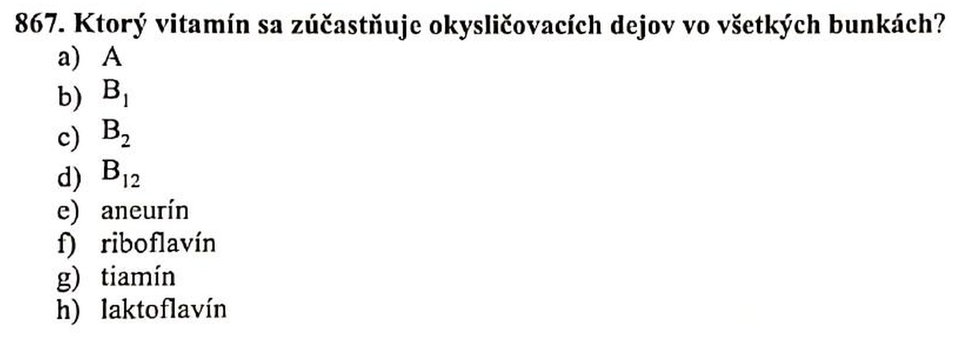 867. Ktorý vitamín sa zúčastňuje okysličovacích dejov vo všetkých bunkách?
a) A
b) B₁
c) B₂
d) B₁₂
e) aneurín
f) riboflavín
g) tiamín
h) laktoflavín